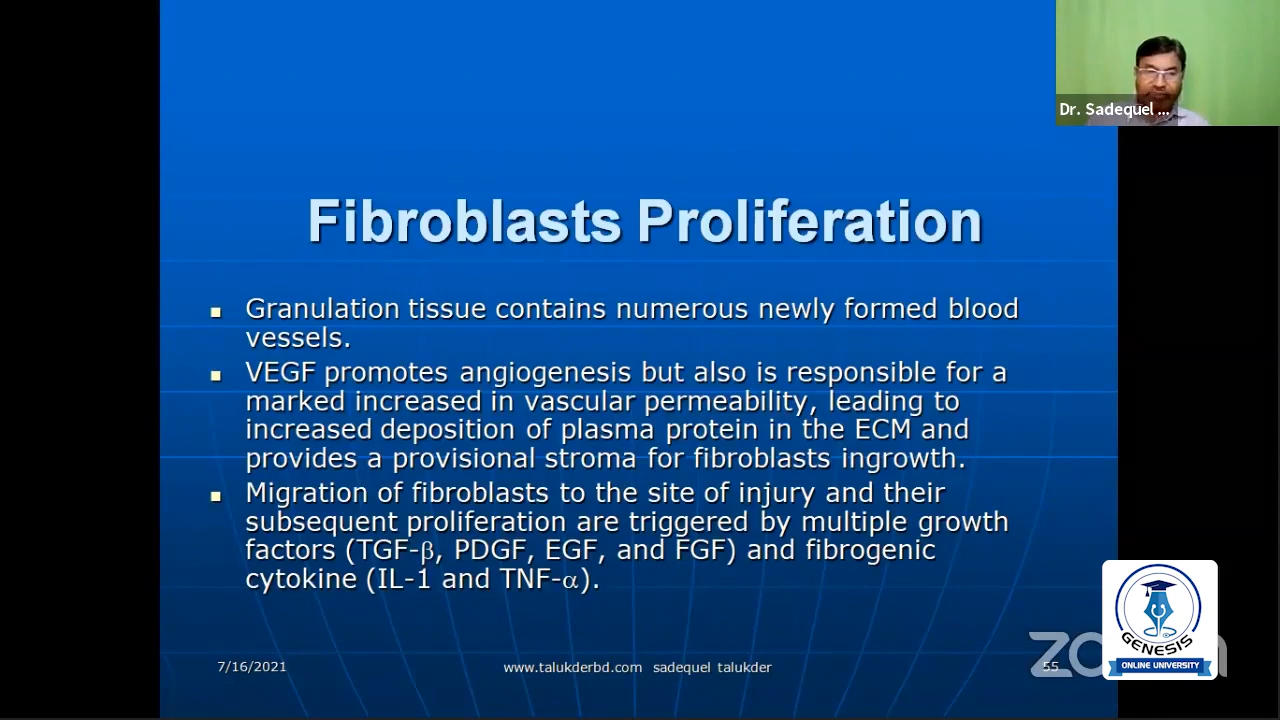 Dr. Sadequel ...
Fibroblasts Proliferation
Granulation tissue contains numerous newly formed blood
vessels.
VEGF promotes angiogenesis but also is responsible for a
marked increased in vascular permeability, leading to
increased deposition of plasma protein in the ECM and
provides a provisional stroma for fibroblasts ingrowth.
Migration of fibroblasts to the site of injury and their
subsequent proliferation are triggered by multiple growth
factors (TGF-β, PDGF, EGF, and FGF) and fibrogenic
cytokine (IL-1 and TNF-α).
7/16/2021
www.talukderbd.com sadequel talukder
55
GENESIS
ONLINE UNIVERSITY